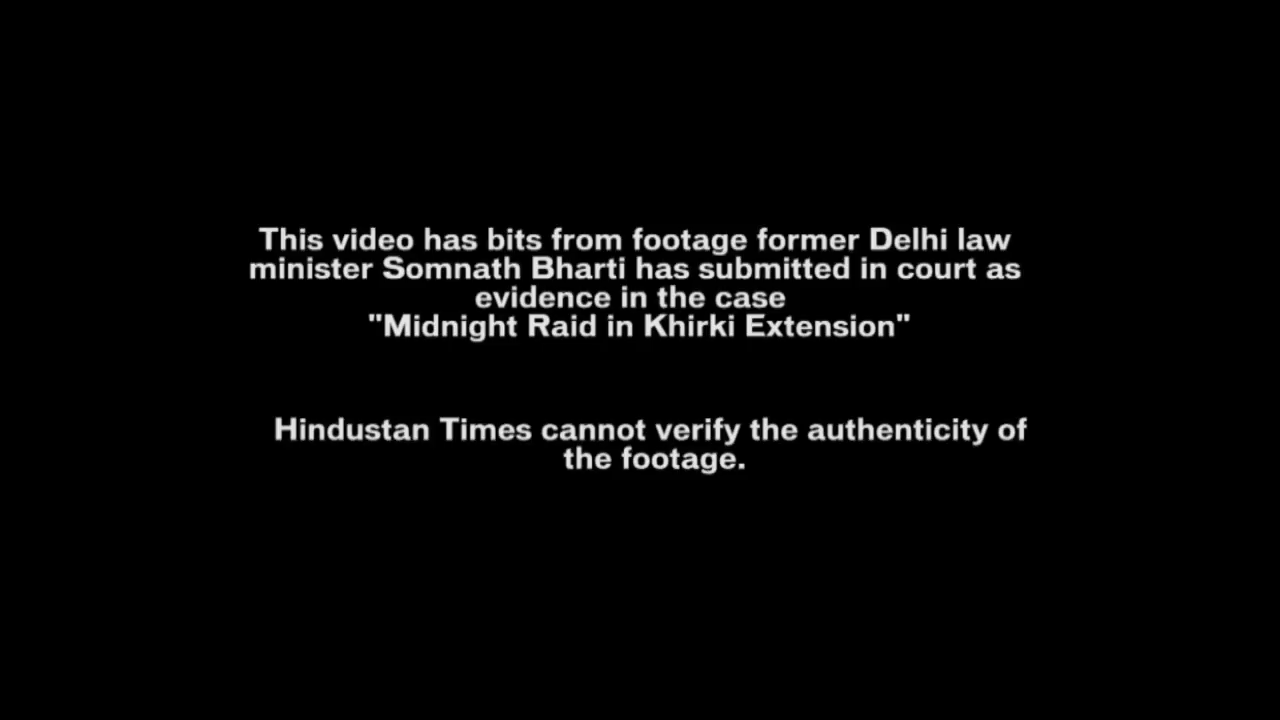 This video has bits from footage former Delhi law
minister Somnath Bharti has submitted in court as
evidence in the case
"Midnight Raid in Khirki Extension"
Hindustan Times cannot verify the authenticity of
the footage.